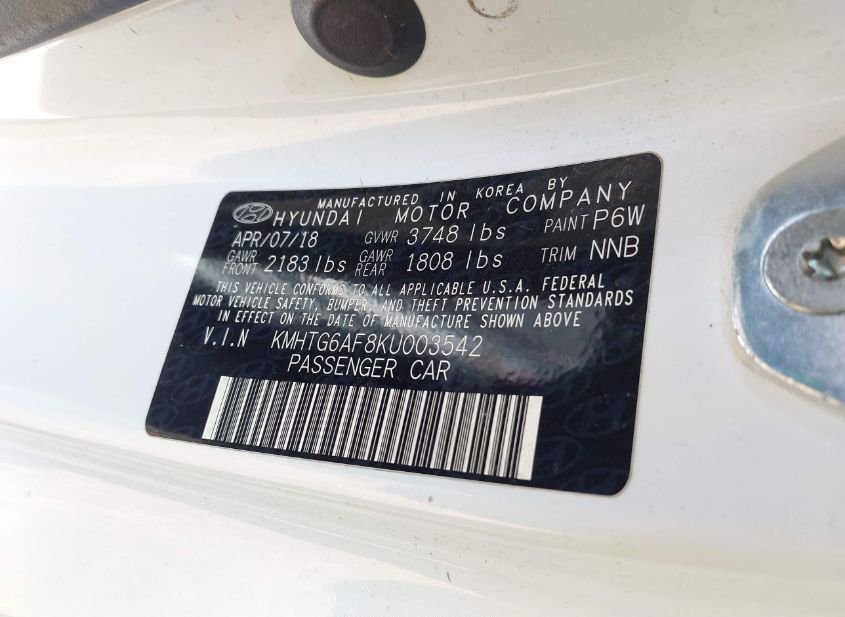 MANUFACTURED IN KOREA BY
HYUNDAI MOTOR COMPANY
APR/07/18 GVWR 3748 lbs PAINT P6W
GAWR FRONT 2183 lbs GAWR REAR 1808 lbs TRIM NNB
THIS VEHICLE CONFORMS TO ALL APPLICABLE U.S.A. FEDERAL
MOTOR VEHICLE SAFETY, BUMPER, AND THEFT PREVENTION STANDARDS
IN EFFECT ON THE DATE OF MANUFACTURE SHOWN ABOVE
V.I.N KMHTG6AF8KU003542
PASSENGER CAR